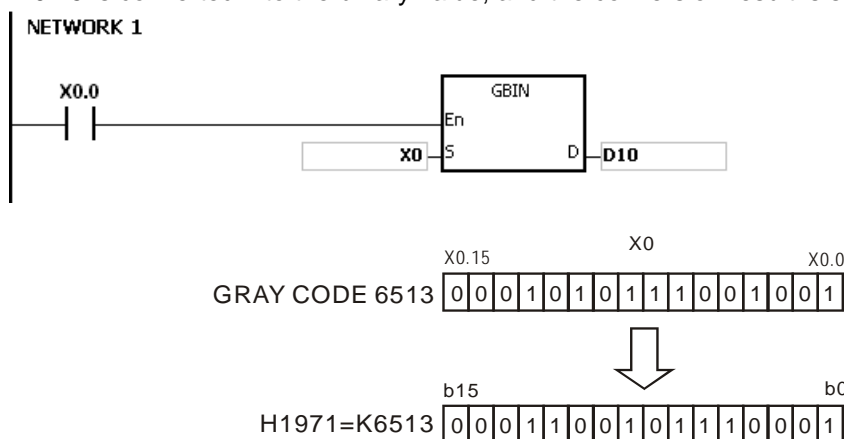 NETWORK 1
X0.0
GBIN
En
X0 S D D10
X0
X0.15 X0.0
GRAY CODE 6513 0 0 0 1 0 1 0 1 1 1 0 0 1 0 0 1
b15 b0
H1971=K6513 0 0 0 1 1 0 0 1 0 1 1 1 0 0 0 1